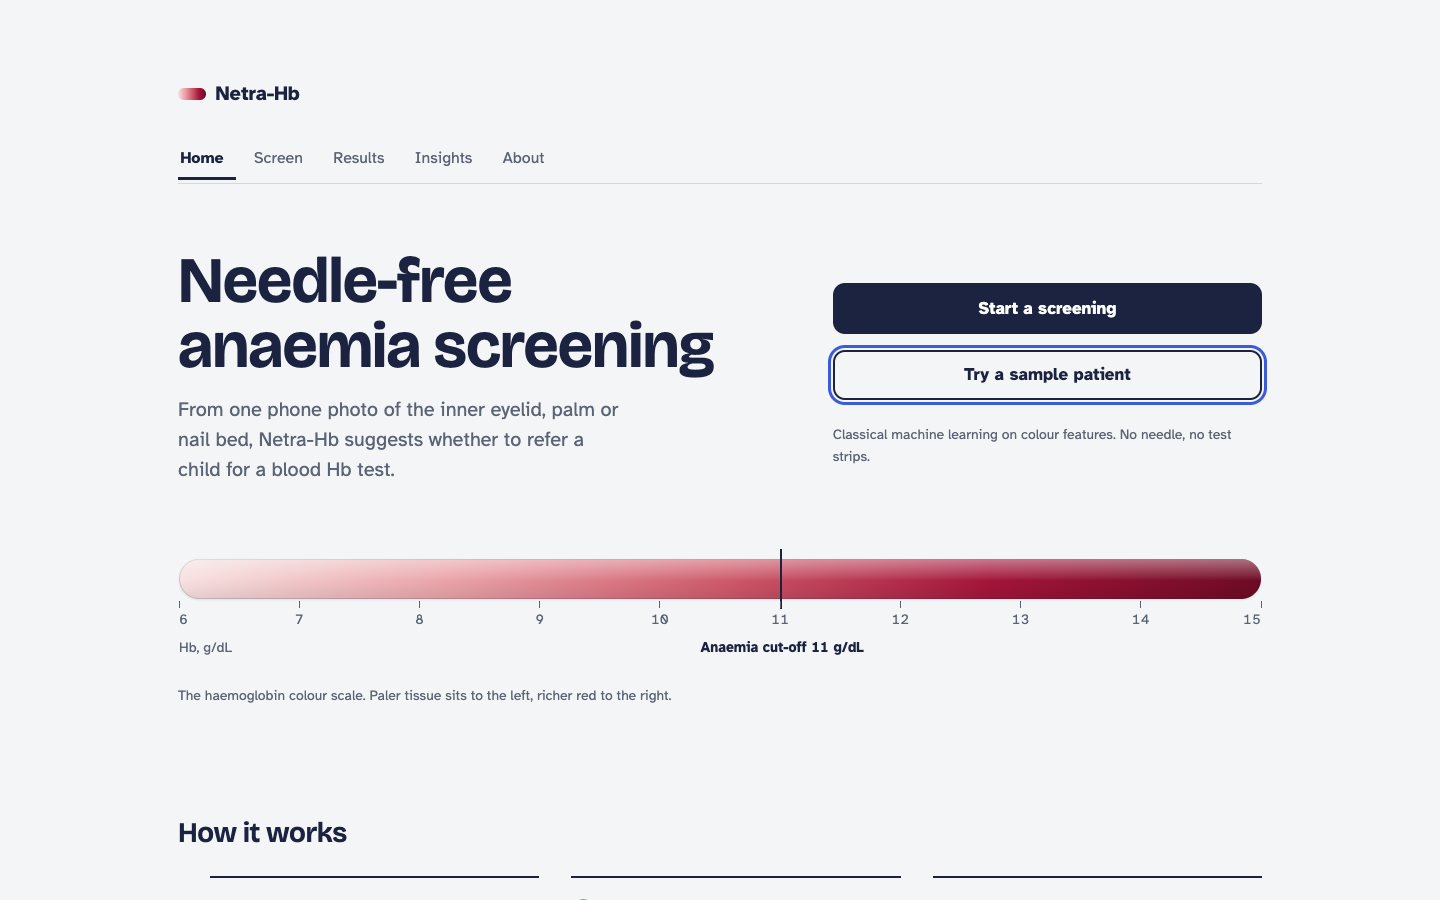 Netra-Hb
Home
Screen
Results
Insights
About
Needle-free
anaemia screening
From one phone photo of the inner eyelid, palm or
nail bed, Netra-Hb suggests whether to refer a
child for a blood Hb test.
Start a screening
Try a sample patient
Classical machine learning on colour features. No needle, no test
strips.
6 7 8 9 10 11 12 13 14 15
Hb, g/dL
Anaemia cut-off 11 g/dL
The haemoglobin colour scale. Paler tissue sits to the left, richer red to the right.
How it works